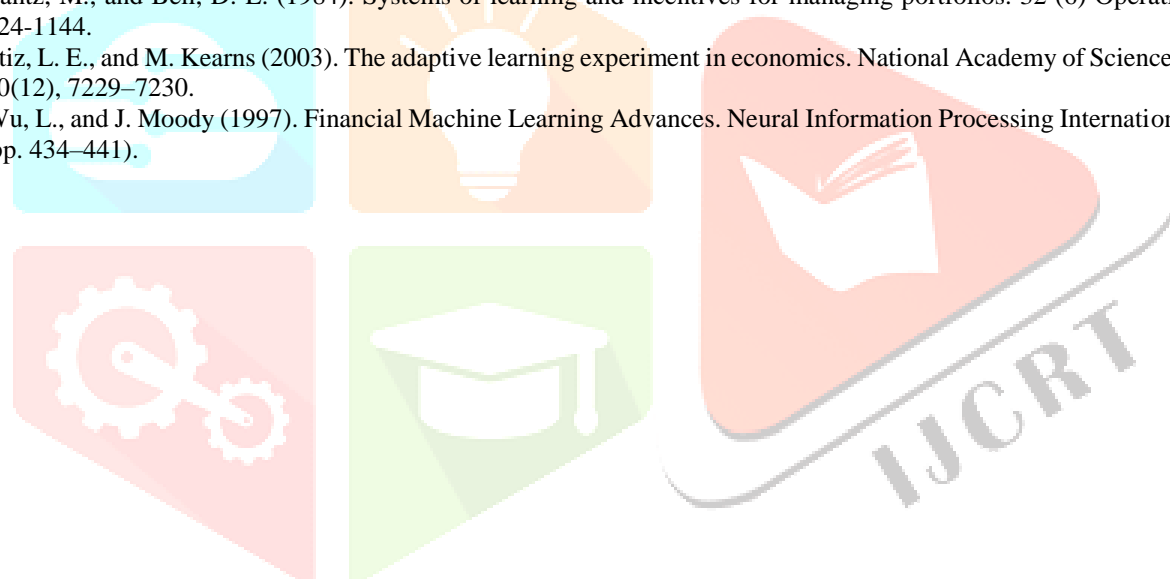 M., and Bell, D. E. (1984). Systems of learning and incentives for managing portfolios. 32 (6) Operati
24-1144.
tiz, L. E., and M. Kearns (2003). The adaptive learning experiment in economics. National Academy of Science
0(12), 7229–7230.
Vu, L., and J. Moody (1997). Financial Machine Learning Advances. Neural Information Processing Internation
pp. 434–441).
IJCRT